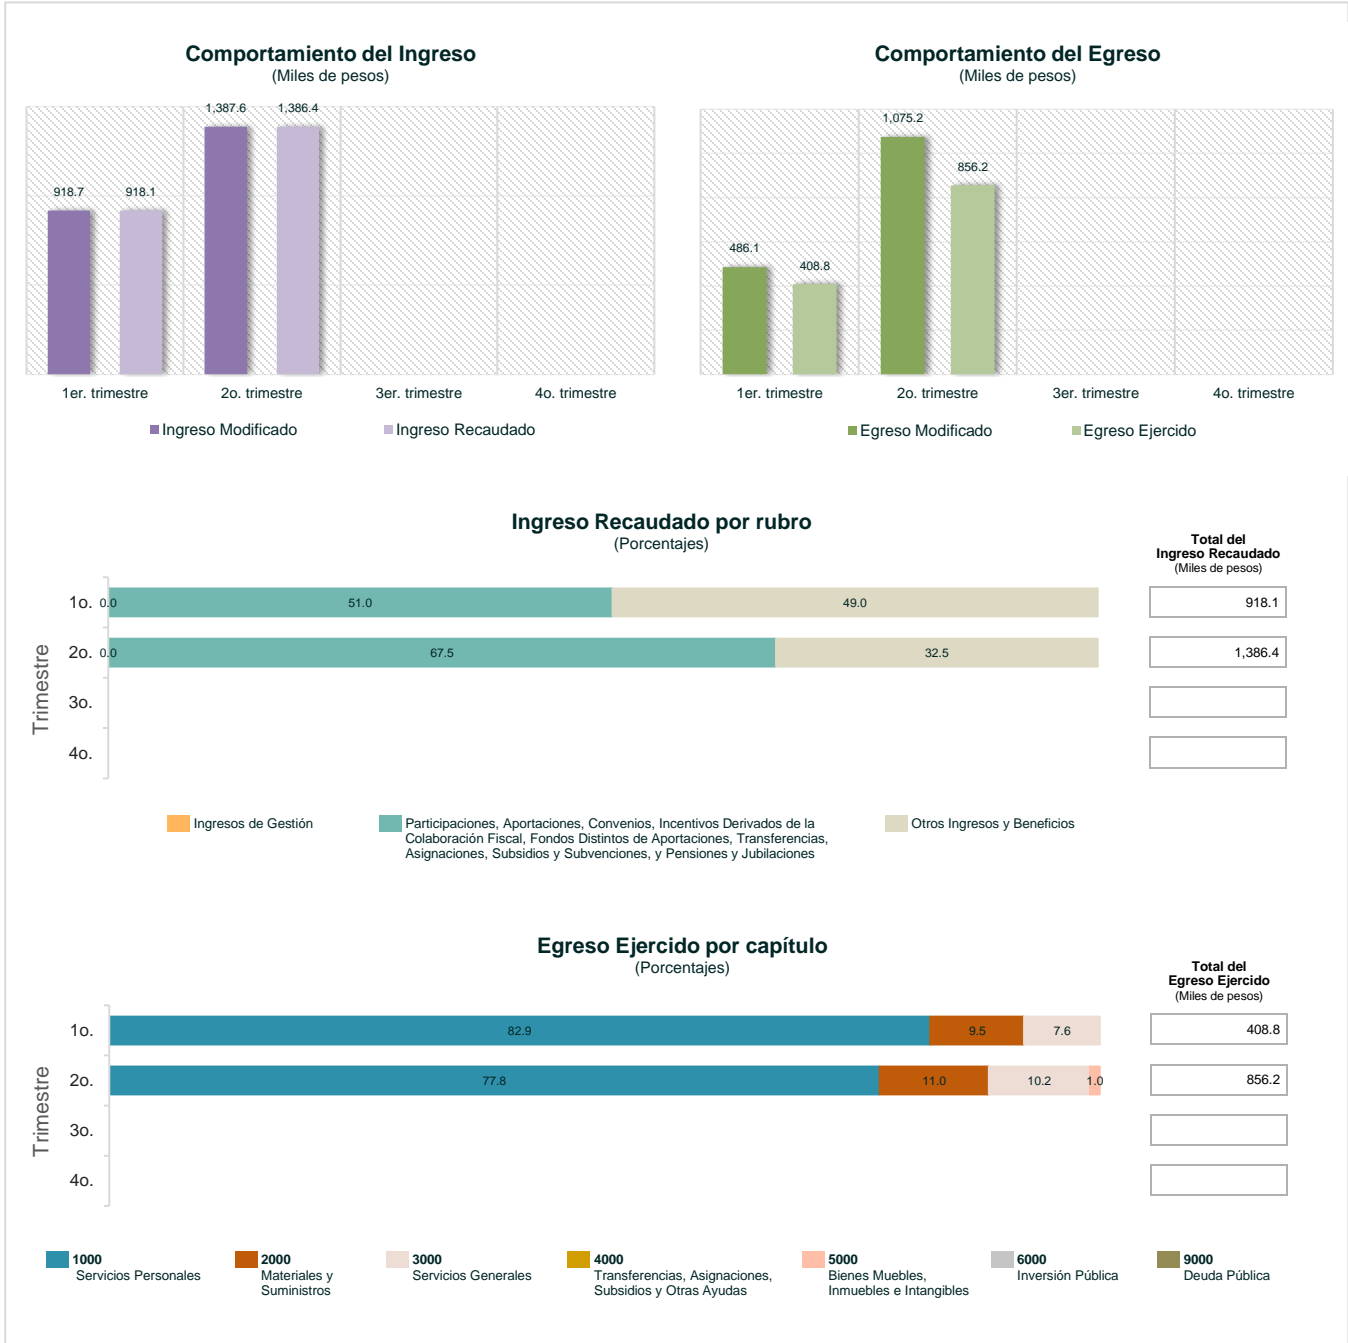 Comportamiento del Ingreso
(Miles de pesos)
1,387.6 1,386.4
918.7 918.1
1er. trimestre 2o. trimestre 3er. trimestre 4o. trimestre
Ingreso Modificado Ingreso Recaudado
Comportamiento del Egreso
(Miles de pesos)
1,075.2
856.2
486.1
408.8
1er. trimestre 2o. trimestre 3er. trimestre 4o. trimestre
Egreso Modificado Egreso Ejercido
Ingreso Recaudado por rubro
(Porcentajes)
Total del
Ingreso Recaudado
(Miles de pesos)
Trimestre
1o. 0.0 51.0 49.0 918.1
2o. 0.0 67.5 32.5 1,386.4
3o.
4o.
Ingresos de Gestión
Participaciones, Aportaciones, Convenios, Incentivos Derivados de la
Colaboración Fiscal, Fondos Distintos de Aportaciones, Transferencias,
Asignaciones, Subsidios y Subvenciones, y Pensiones y Jubilaciones
Otros Ingresos y Beneficios
Egreso Ejercido por capítulo
(Porcentajes)
Total del
Egreso Ejercido
(Miles de pesos)
Trimestre
1o. 82.9 9.5 7.6 408.8
2o. 77.8 11.0 10.2 1.0 856.2
3o.
4o.
1000
Servicios Personales
2000
Materiales y
Suministros
3000
Servicios Generales
4000
Transferencias, Asignaciones,
Subsidios y Otras Ayudas
5000
Bienes Muebles,
Inmuebles e Intangibles
6000
Inversión Pública
9000
Deuda Pública